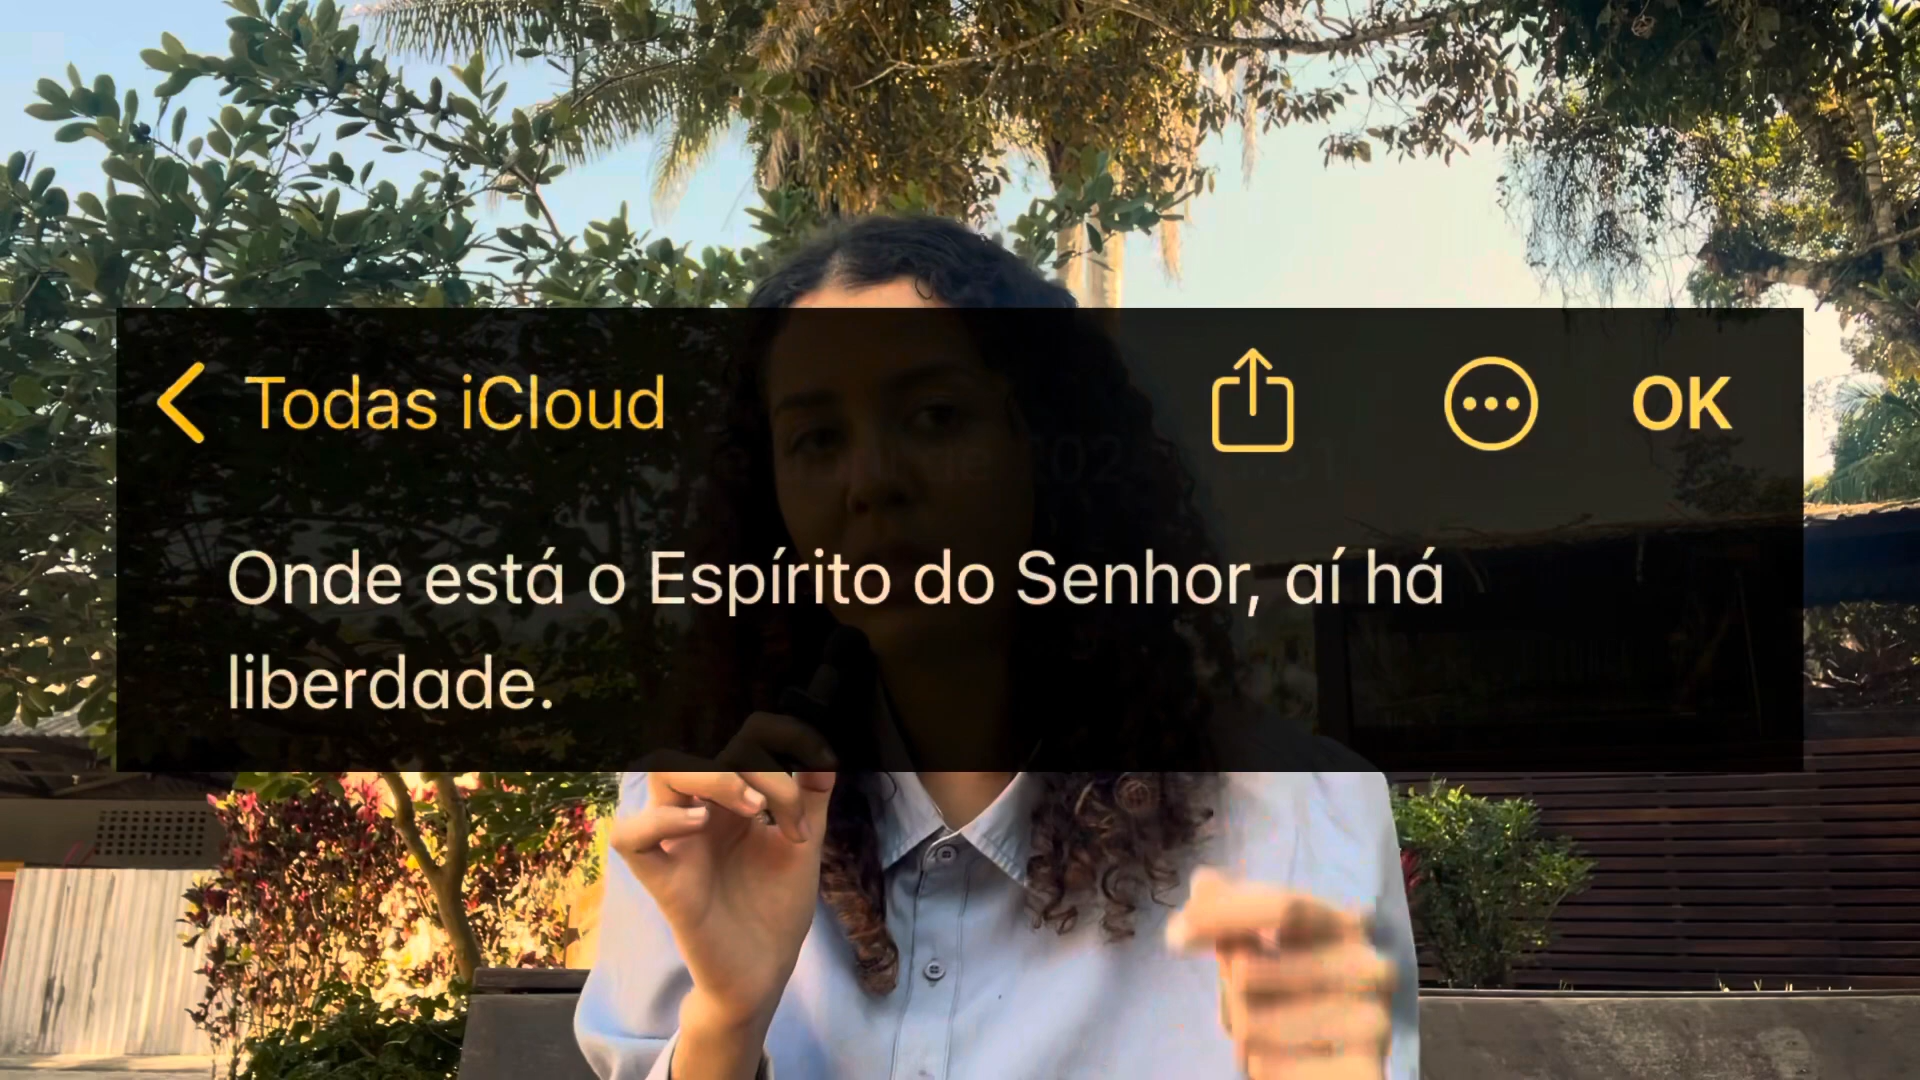 Todas iCloud
OK
Onde está o Espírito do Senhor, aí há
liberdade.